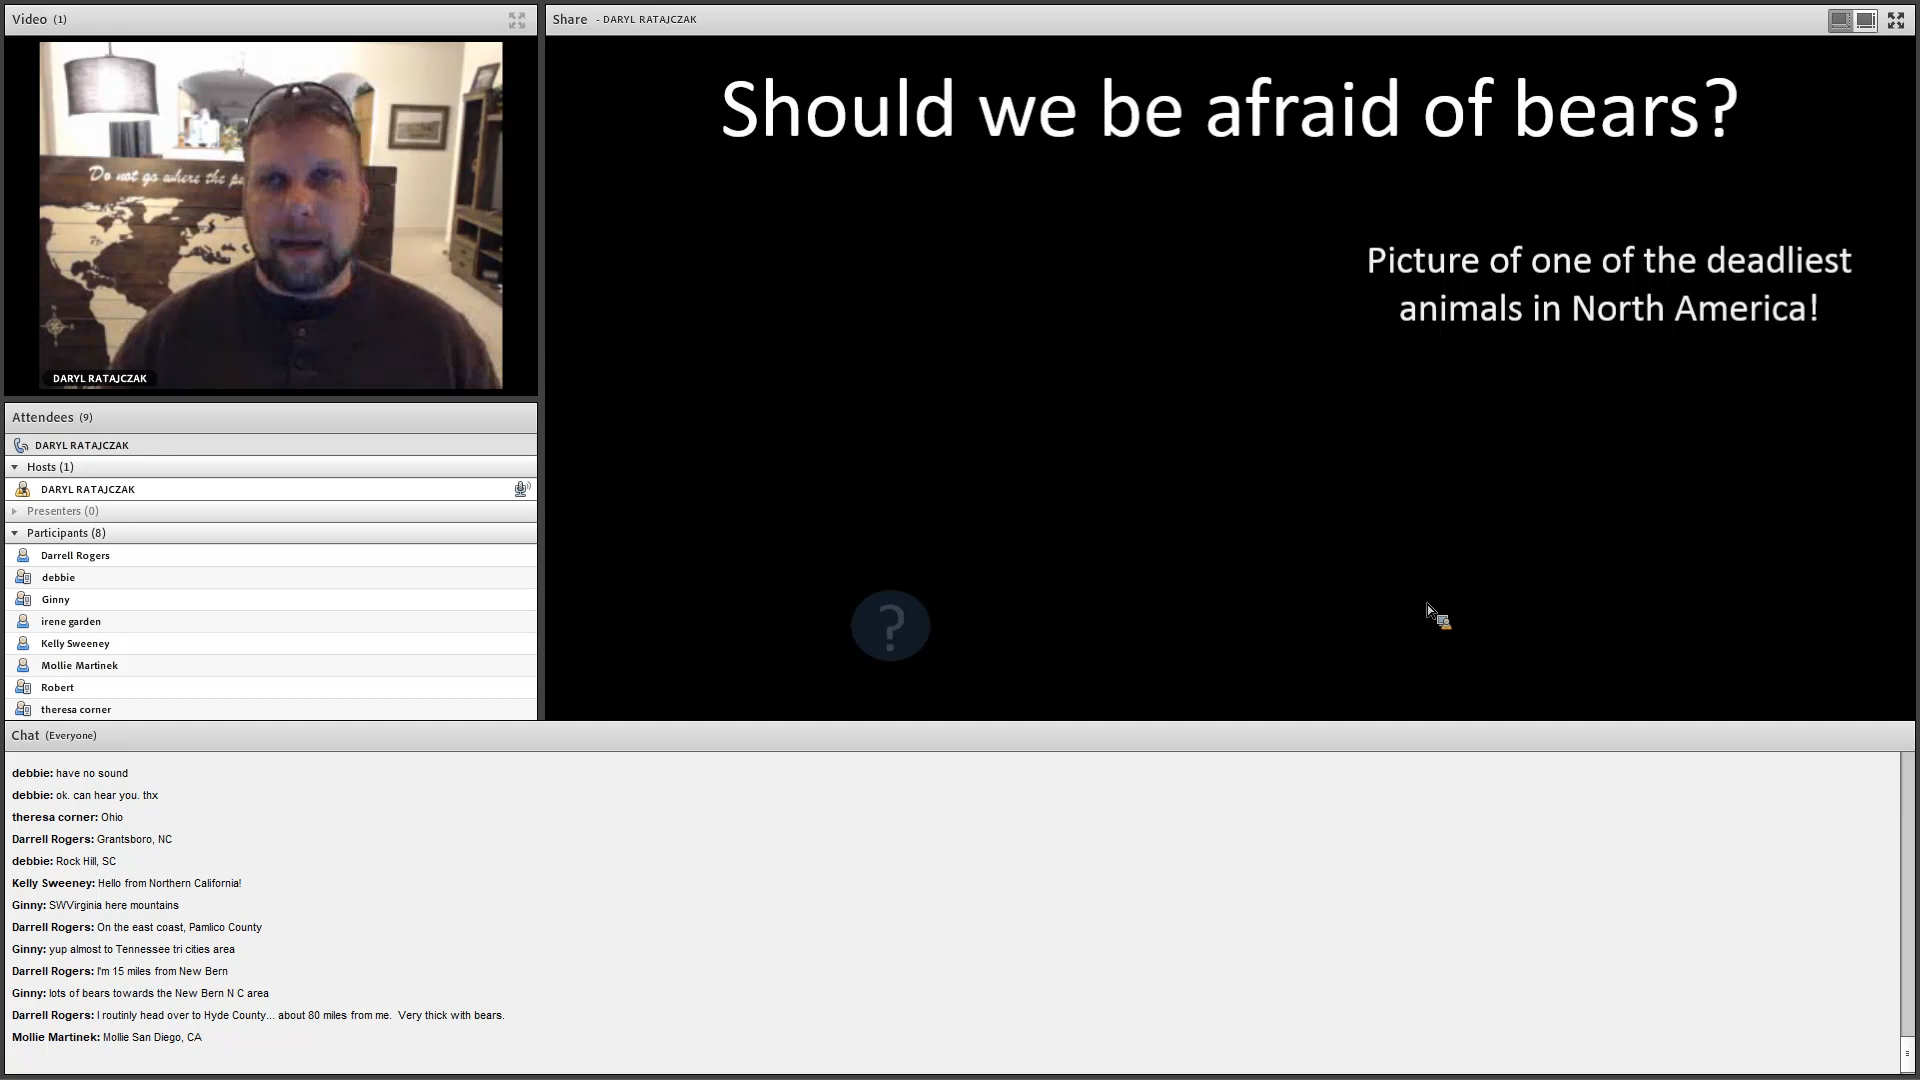 Video (1)
Do not go where the
DARYL RATAJCZAK
Attendees (9)
DARYL RATAJCZAK
Hosts (1)
DARYL RATAJCZAK
Presenters (0)
Participants (8)
Darrell Rogers
debbie
Ginny
irene garden
Kelly Sweeney
Mollie Martinek
Robert
theresa corner
Share - DARYL RATAJCZAK
Should we be afraid of bears?
Picture of one of the deadliest
animals in North America!
?
Chat (Everyone)
debbie: have no sound
debbie: ok. can hear you. thx
theresa corner: Ohio
Darrell Rogers: Grantsboro, NC
debbie: Rock Hill, SC
Kelly Sweeney: Hello from Northern California!
Ginny: SWVirginia here mountains
Darrell Rogers: On the east coast, Pamlico County
Ginny: yup almost to Tennessee tri cities area
Darrell Rogers: I'm 15 miles from New Bern
Ginny: lots of bears towards the New Bern N C area
Darrell Rogers: I routinly head over to Hyde County... about 80 miles from me. Very thick with bears.
Mollie Martinek: Mollie San Diego, CA